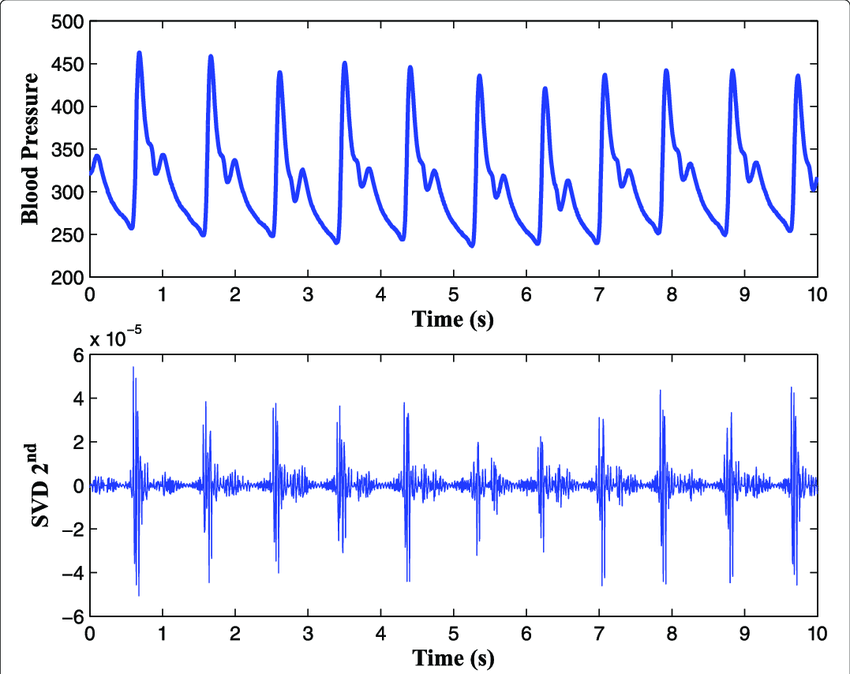 500
450
400
350
300
250
200
Blood Pressure
0 1 2 3 4 5 6 7 8 9 10
Time (s)
x 10⁻⁵
6
4
2
0
−2
−4
−6
SVD 2ⁿᵈ
0 1 2 3 4 5 6 7 8 9 10
Time (s)